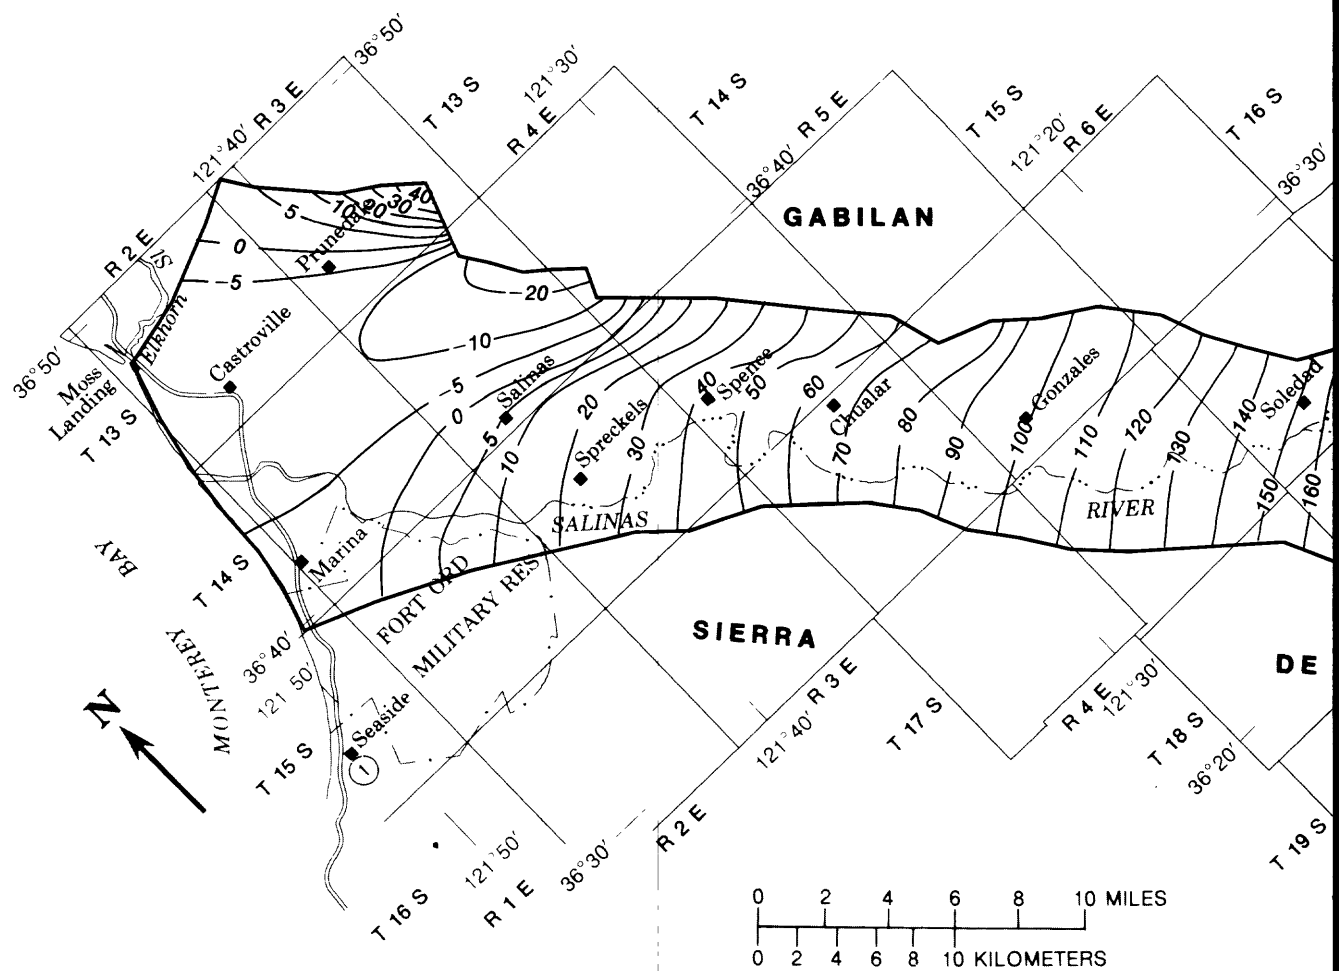 36°50′
121°30′
R 3 E
T 13 S
T 14 S
R 4 E
R 5 E
T 15 S
R 6 E
T 16 S
121°40′
121°20′
36°40′
36°30′
GABILAN
R 2 E
5
10
20
30
40
0
-5
Prunedale
-20
-10
-5
0
Elkhorn
Castroville
Salinas
Spreckels
Spence
Chualar
Gonzales
Soledad
36°50′
Moss
Landing
T 13 S
5
10
20
30
40
50
60
70
80
90
100
110
120
130
140
150
160
SALINAS
RIVER
MONTEREY
BAY
T 14 S
Marina
FORT ORD
MILITARY RES
36°40′
121°50′
SIERRA
DE
N
T 15 S
Seaside
1
R 3 E
R 4 E
121°30′
121°40′
T 17 S
T 18 S
36°20′
T 19 S
R 2 E
36°30′
121°50′
R 1 E
T 16 S
0 2 4 6 8 10 MILES
0 2 4 6 8 10 KILOMETERS